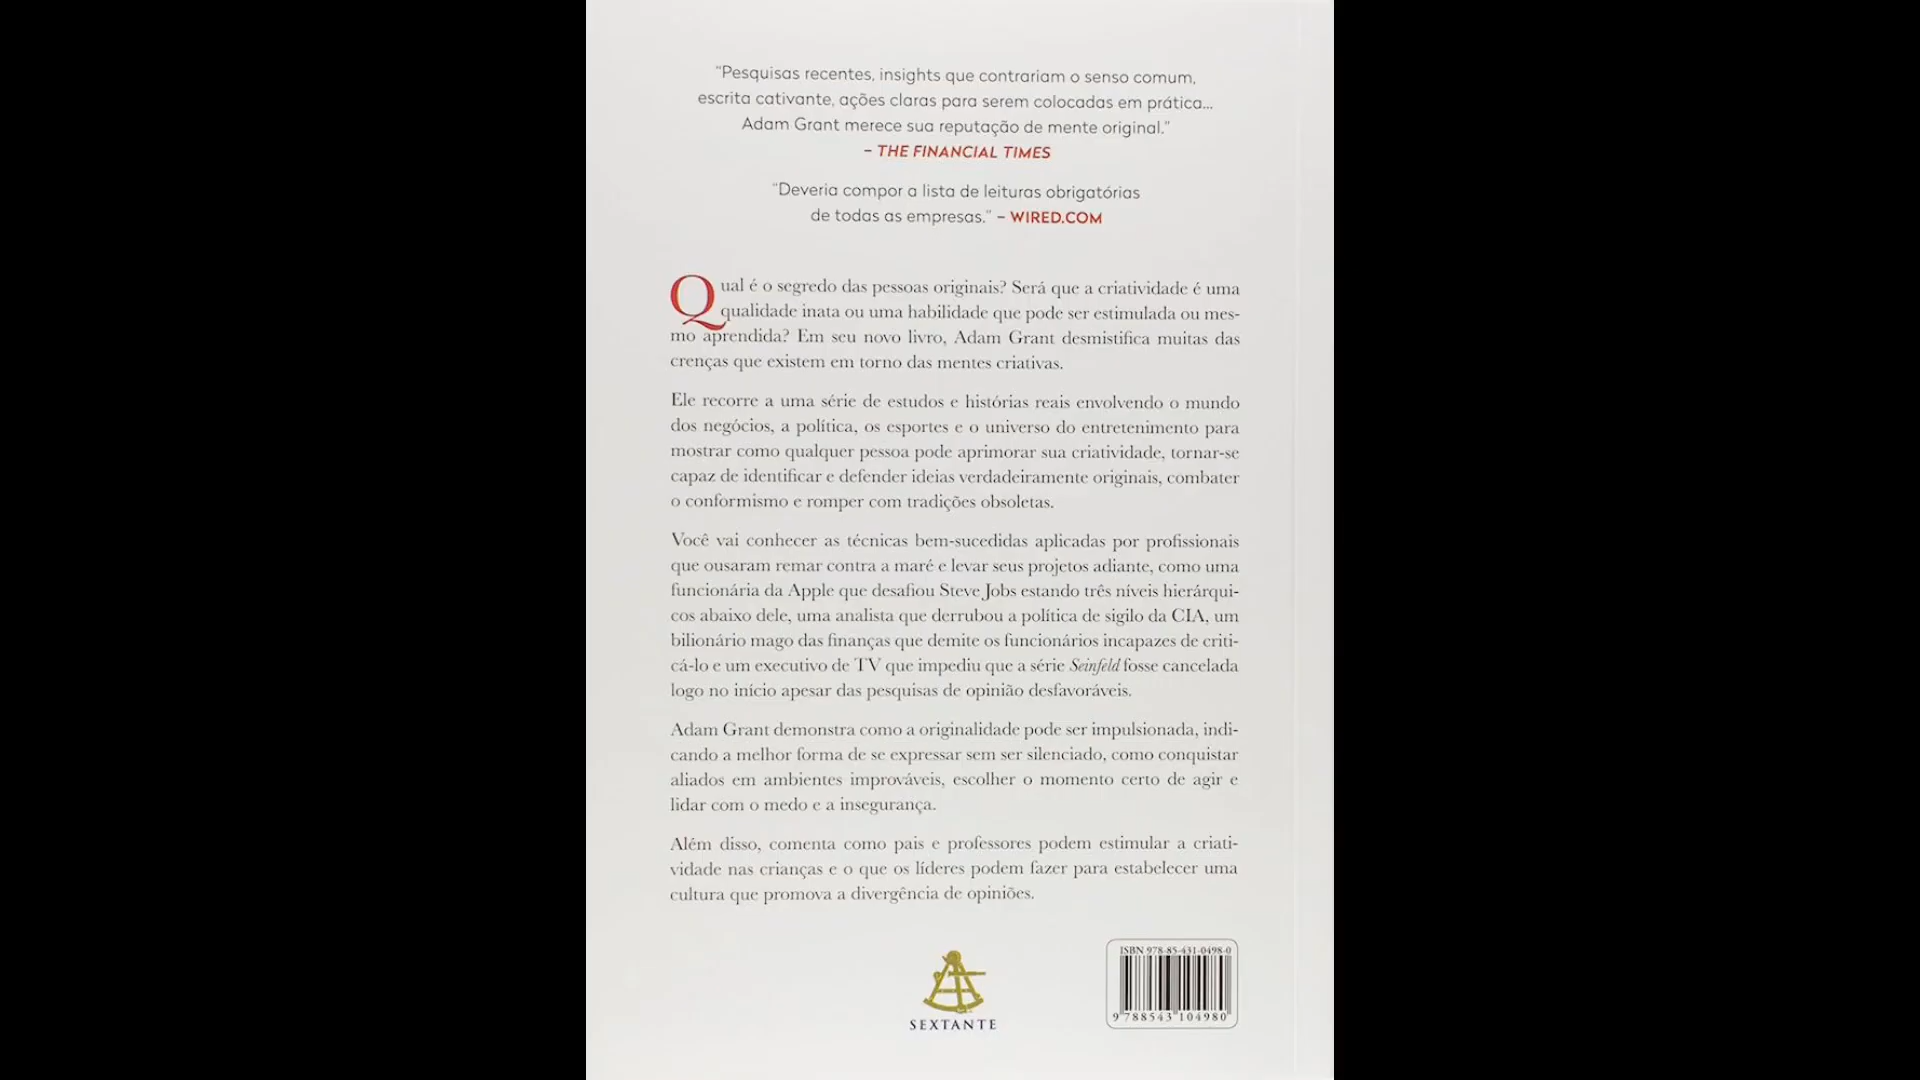 “Pesquisas recentes, insights que contrariam o senso comum,
escrita cativante, ações claras para serem colocadas em prática...
Adam Grant merece sua reputação de mente original.”
– THE FINANCIAL TIMES
“Deveria compor a lista de leituras obrigatórias
de todas as empresas.” – WIRED.COM
Qual é o segredo das pessoas originais? Será que a criatividade é uma
qualidade inata ou uma habilidade que pode ser estimulada ou mes-
mo aprendida? Em seu novo livro, Adam Grant desmistifica muitas das
crenças que existem em torno das mentes criativas.
Ele recorre a uma série de estudos e histórias reais envolvendo o mundo
dos negócios, a política, os esportes e o universo do entretenimento para
mostrar como qualquer pessoa pode aprimorar sua criatividade, tornar-se
capaz de identificar e defender ideias verdadeiramente originais, combater
o conformismo e romper com tradições obsoletas.
Você vai conhecer as técnicas bem-sucedidas aplicadas por profissionais
que ousaram remar contra a maré e levar seus projetos adiante, como uma
funcionária da Apple que desafiou Steve Jobs estando três níveis hierárqui-
cos abaixo dele, uma analista que derrubou a política de sigilo da CIA, um
bilionário mago das finanças que demite os funcionários incapazes de criti-
cá-lo e um executivo de TV que impediu que a série Seinfeld fosse cancelada
logo no início apesar das pesquisas de opinião desfavoráveis.
Adam Grant demonstra como a originalidade pode ser impulsionada, indi-
cando a melhor forma de se expressar sem ser silenciado, como conquistar
aliados em ambientes improváveis, escolher o momento certo de agir e
lidar com o medo e a insegurança.
Além disso, comenta como pais e professores podem estimular a criati-
vidade nas crianças e o que os líderes podem fazer para estabelecer uma
cultura que promova a divergência de opiniões.
SEXTANTE
ISBN 978-85-431-0498-0
9 788543 104980